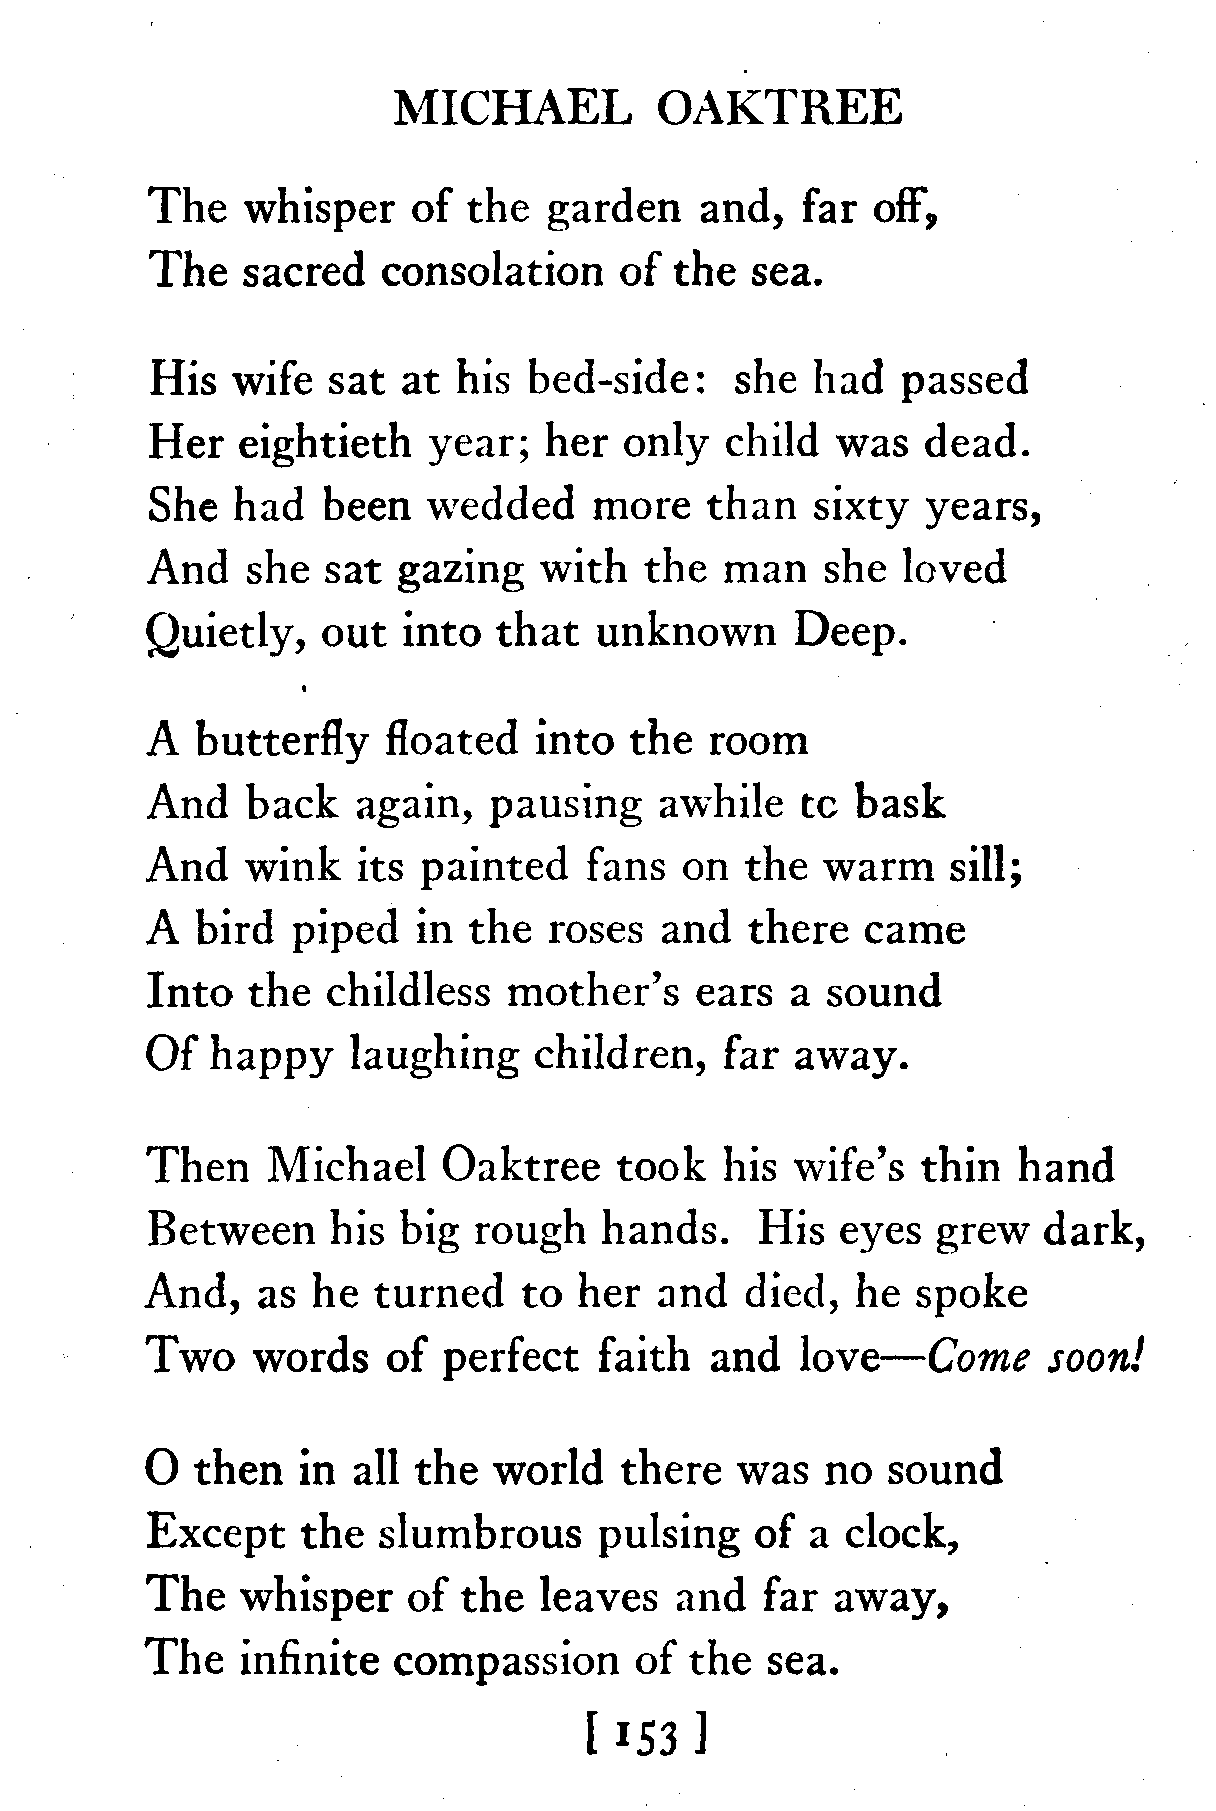 MICHAEL OAKTREE
The whisper of the garden and, far off,
The sacred consolation of the sea.
His wife sat at his bed-side: she had passed
Her eightieth year; her only child was dead.
She had been wedded more than sixty years,
And she sat gazing with the man she loved
Quietly, out into that unknown Deep.
A butterfly floated into the room
And back again, pausing awhile tc bask
And wink its painted fans on the warm sill;
A bird piped in the roses and there came
Into the childless mother's ears a sound
Of happy laughing children, far away.
Then Michael Oaktree took his wife's thin hand
Between his big rough hands. His eyes grew dark,
And, as he turned to her and died, he spoke
Two words of perfect faith and love—Come soon!
O then in all the world there was no sound
Except the slumbrous pulsing of a clock,
The whisper of the leaves and far away,
The infinite compassion of the sea.
[ 153 ]